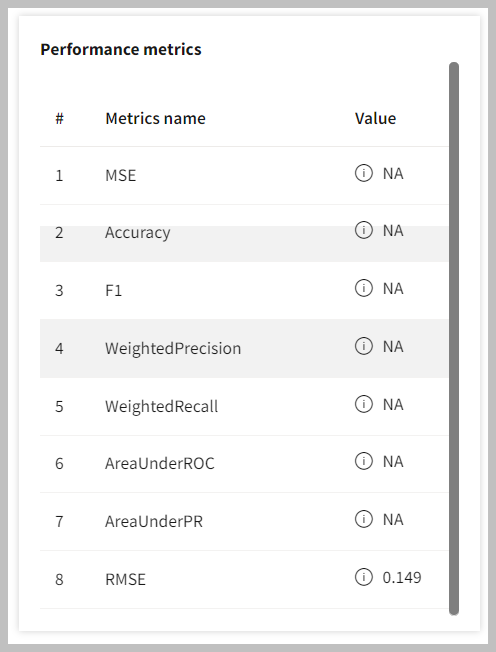 Performance metrics
# Metrics name Value
1 MSE NA
2 Accuracy NA
3 F1 NA
4 WeightedPrecision NA
5 WeightedRecall NA
6 AreaUnderROC NA
7 AreaUnderPR NA
8 RMSE 0.149